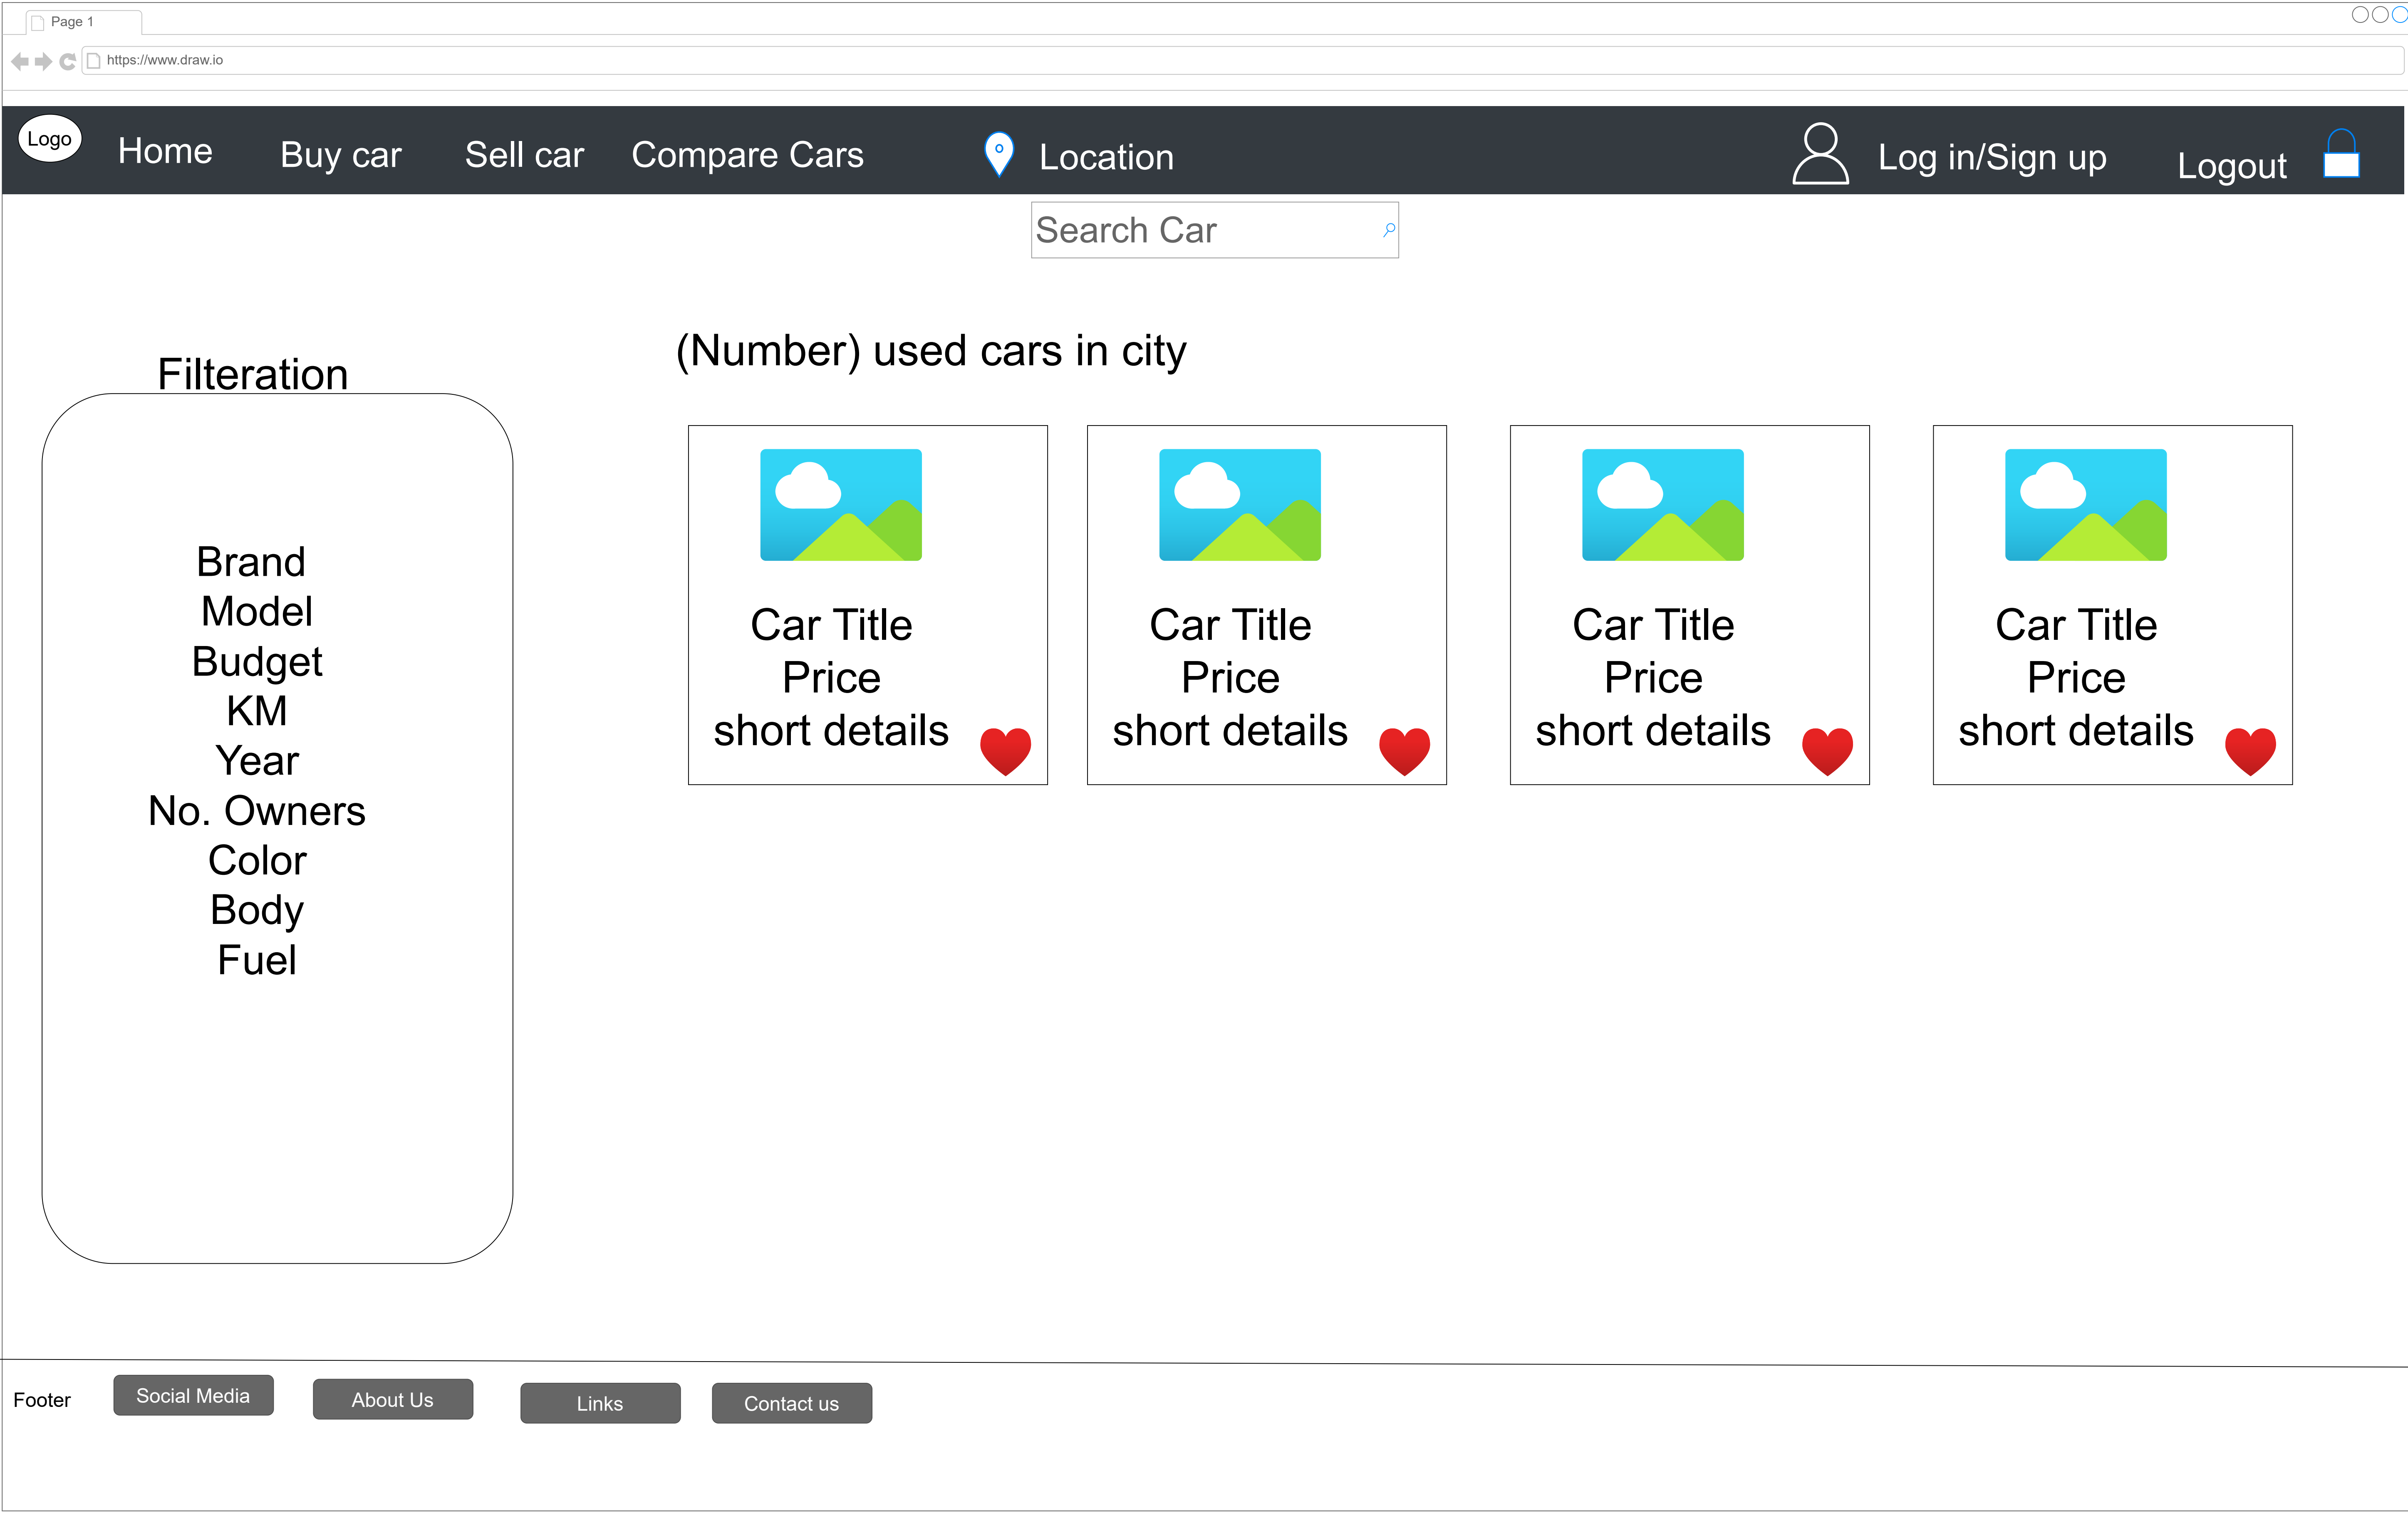 Page 1
https://www.draw.io
Logo
Home
Buy car
Sell car
Compare Cars
Location
Log in/Sign up
Logout
Search Car
(Number) used cars in city
Filteration
Brand
Model
Budget
KM
Year
No. Owners
Color
Body
Fuel
Car Title
Price
short details
Car Title
Price
short details
Car Title
Price
short details
Car Title
Price
short details
Footer
Social Media
About Us
Links
Contact us